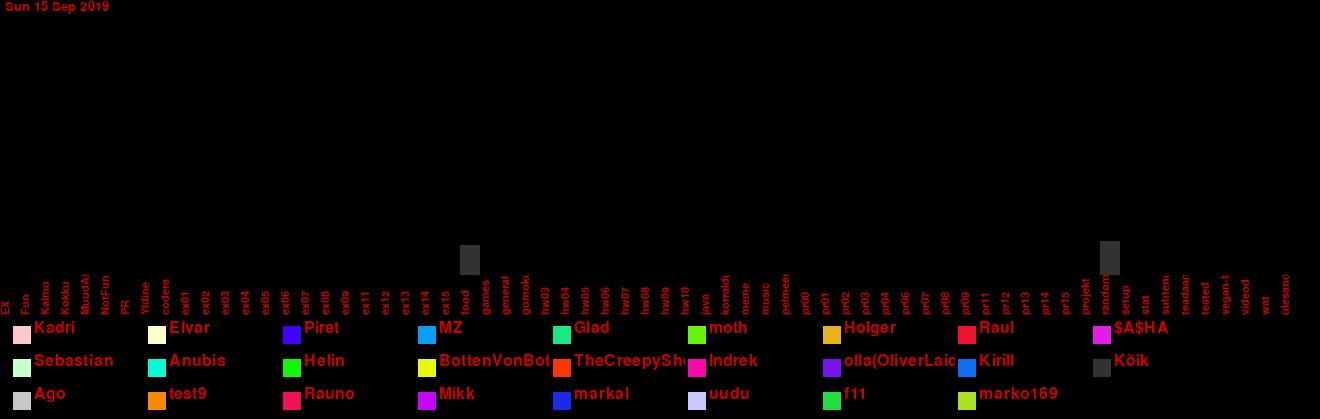 Sun 15 Sep 2019
EX Fun Kalmo Kokku MuudAi NotFun PR Yldine codera ex01 ex02 ex03 ex04 ex05 ex06 ex07 ex08 ex09 ex11 ex12 ex13 ex14 ex15 food games general gomoku hw03 hw04 hw05 hw06 hw07 hw08 hw09 hw10 java korraldu meme music pelmeen pr00 pr01 pr02 pr03 pr04 pr06 pr07 pr08 pr09 pr11 pr12 pr13 pr14 pr15 projekt random setup stat suhtenu teadaan teated vegan-t videod wat ülesand
Kadri Elvar Piret MZ Glad moth Holger Raul $A$HA
Sebastian Anubis Helin BottenVonBot TheCreepySh Indrek olla(OliverLaid Kirill Kõik
Ago test9 Rauno Mikk markal uudu f11 marko169